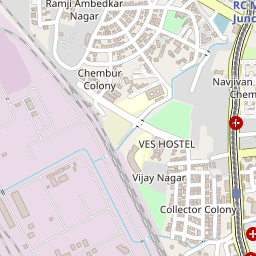 Ramji Ambedkar
Nagar
RC M
Junc
Chembur
Colony
Navjivan
Chem
VES HOSTEL
Vijay Nagar
Collector Colony